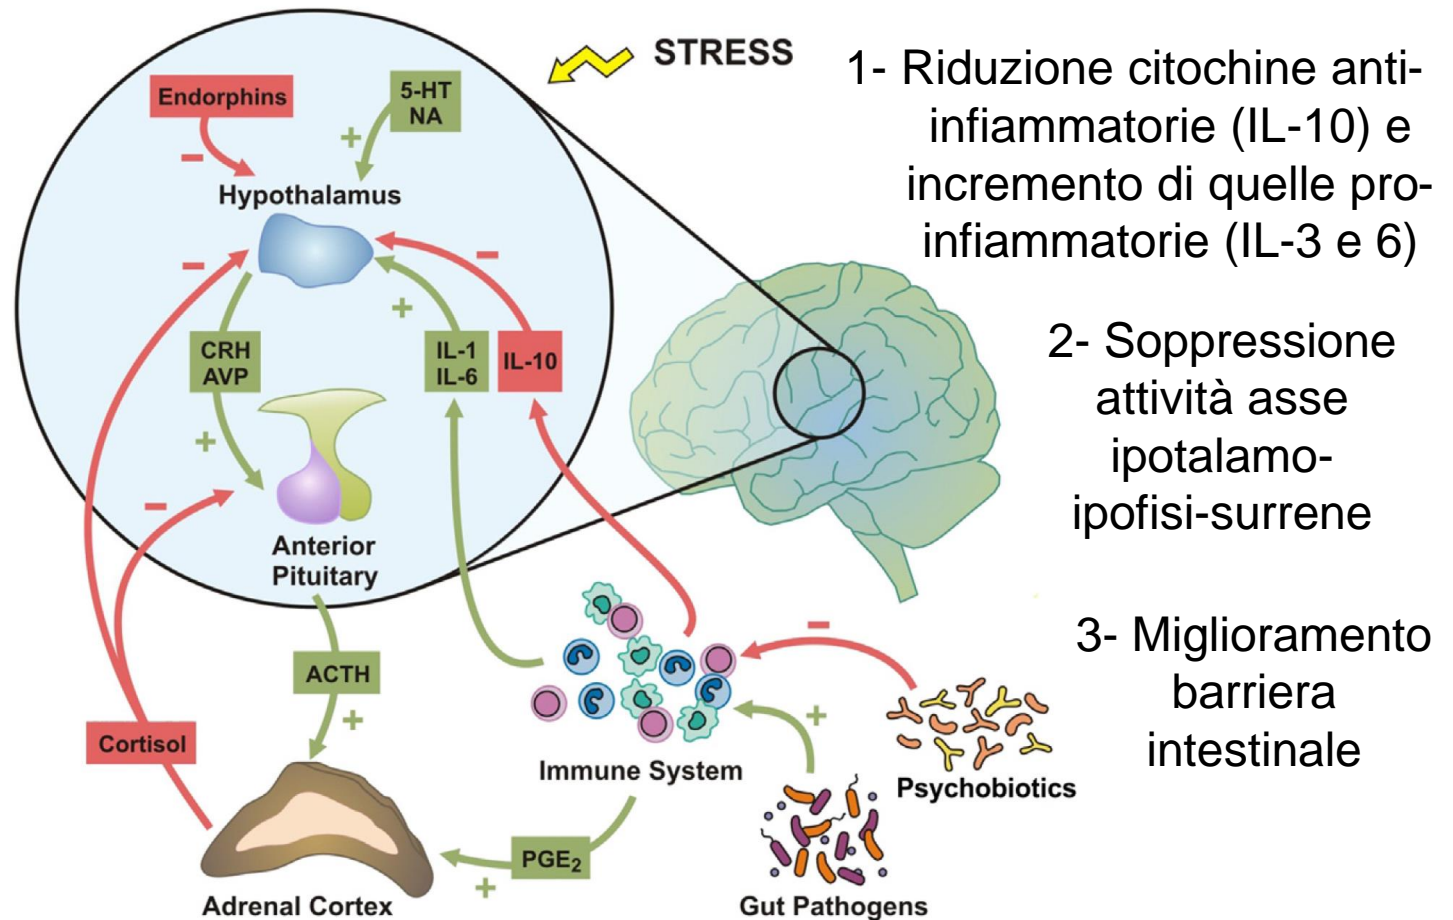 STRESS
1- Riduzione citochine anti-
infiammatorie (IL-10) e
incremento di quelle pro-
infiammatorie (IL-3 e 6)
2- Soppressione
attività asse
ipotalamo-
ipofisi-surrene
3- Miglioramento
barriera
intestinale
Endorphins
5-HT
NA
+
-
Hypothalamus
-
-
+
CRH
AVP
IL-1
IL-6
IL-10
+
-
Anterior
Pituitary
ACTH
+
Cortisol
-
+
Immune System
Psychobiotics
PGE₂
+
Adrenal Cortex
Gut Pathogens